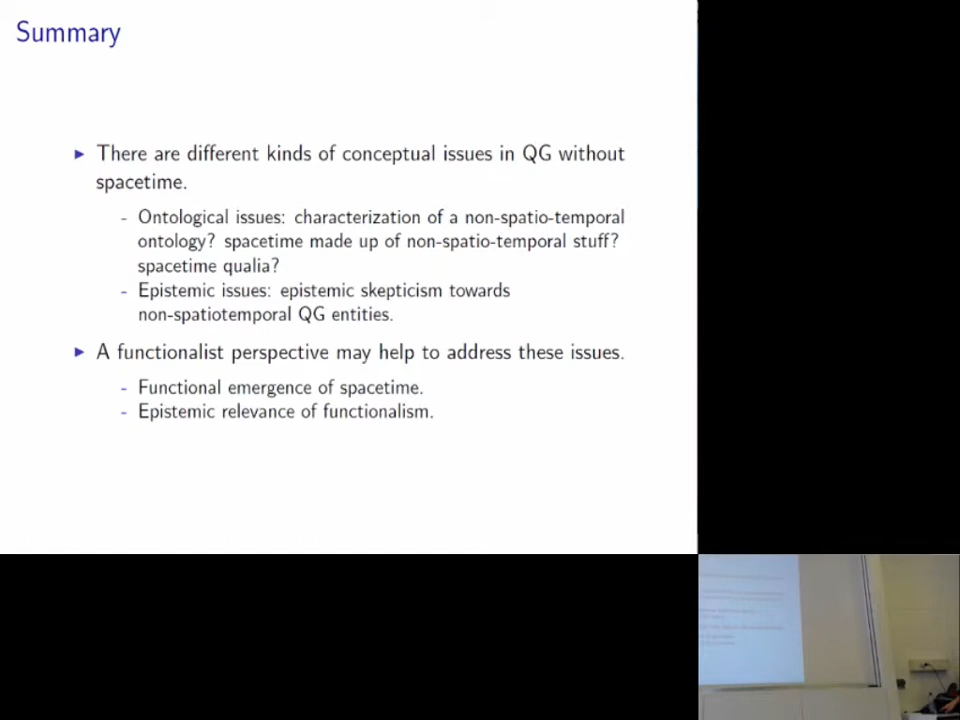 Summary
▶ There are different kinds of conceptual issues in QG without
spacetime.
- Ontological issues: characterization of a non-spatio-temporal
ontology? spacetime made up of non-spatio-temporal stuff?
spacetime qualia?
- Epistemic issues: epistemic skepticism towards
non-spatiotemporal QG entities.
▶ A functionalist perspective may help to address these issues.
- Functional emergence of spacetime.
- Epistemic relevance of functionalism.